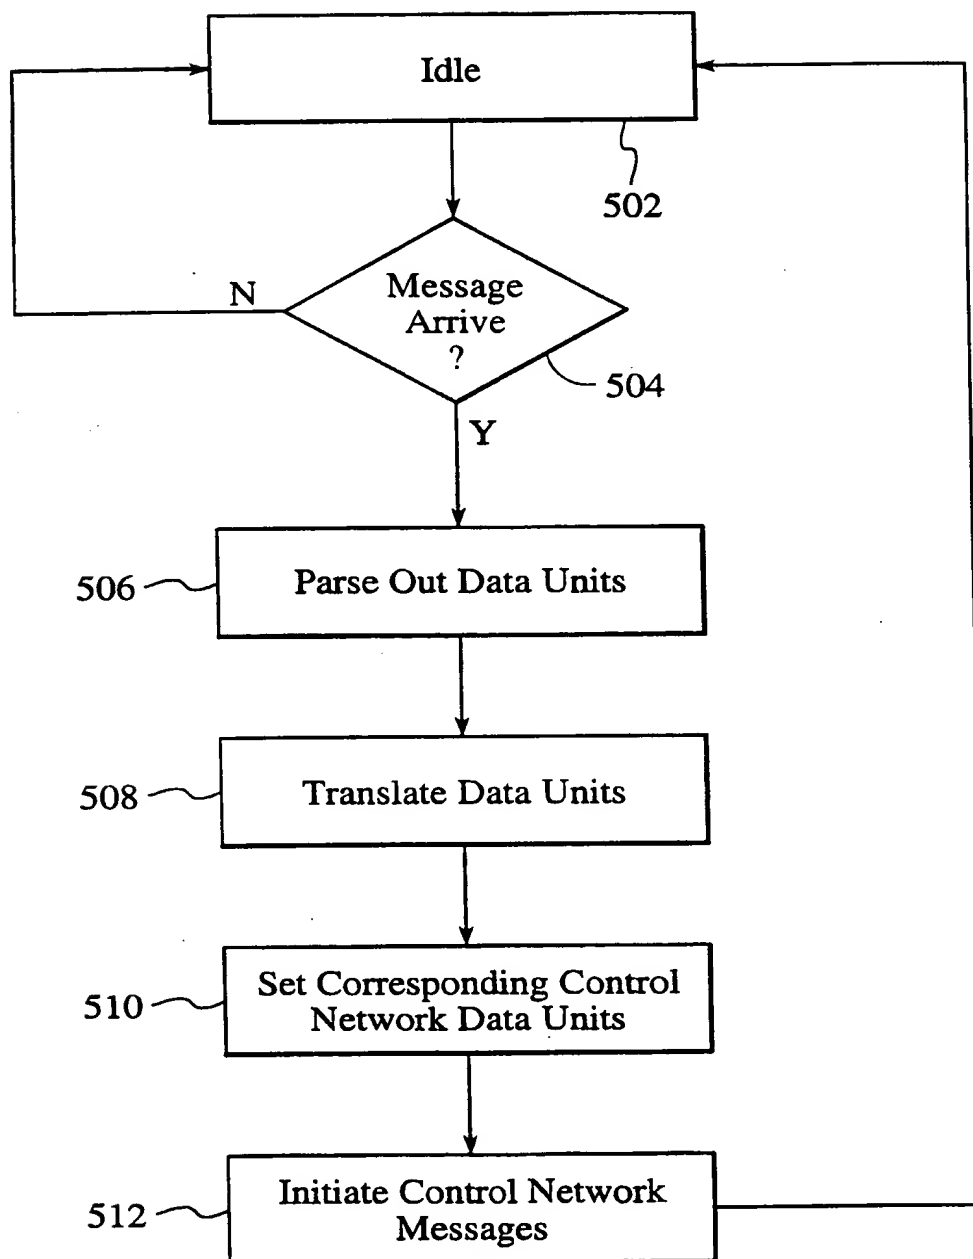 Idle
502
Message
Arrive
?
N
504
Y
506
Parse Out Data Units
508
Translate Data Units
510
Set Corresponding Control
Network Data Units
512
Initiate Control Network
Messages